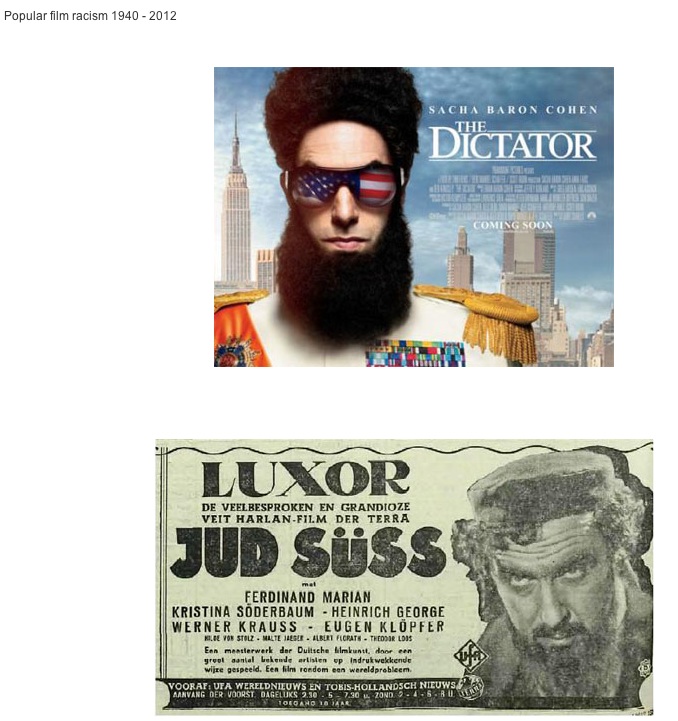 Popular film racism 1940 - 2012
SACHA BARON COHEN
THE
DICTATOR
COMING SOON
LUXOR
DE VEELBESPROKEN EN GRANDIOZE
VEIT HARLAN-FILM DER TERRA
JUD SÜSS
met
FERDINAND MARIAN
KRISTINA SÖDERBAUM - HEINRICH GEORGE
WERNER KRAUSS - EUGEN KLÖPFER
HILDE VON STOLZ - MALTE JAEGER - ALBERT FLORATH - THEODOR LOOS
Een meesterwerk der Duitsche filmkunst, door een
groot aantal bekende artisten op indrukwekkende
wijze gespeeld. Een film rondom een wereldprobleem.
UFA
VOORAF: UFA WERELDNIEUWS EN TOBIS-HOLLANDSCH NIEUWS
AANVANG DER VOORST. DAGELIJKS 2.30 - 5 - 7.30 u. ZOND. 2 - 4 - 6 - 8 U
TOEGANG 18 JAAR